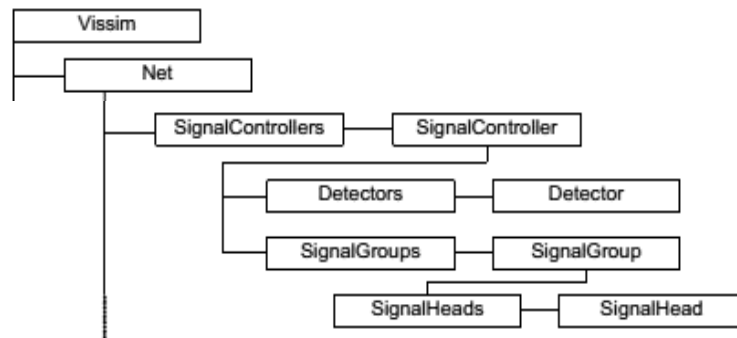 Vissim
Net
SignalControllers SignalController
Detectors Detector
SignalGroups SignalGroup
SignalHeads SignalHead